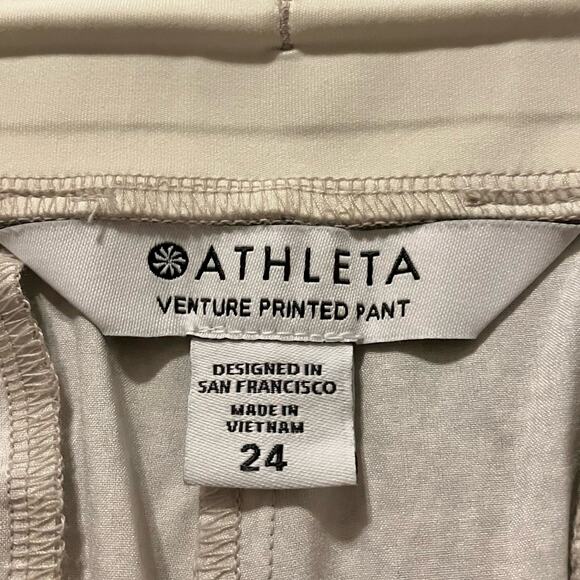 ATHLETA
VENTURE PRINTED PANT
DESIGNED IN
SAN FRANCISCO
MADE IN
VIETNAM
24